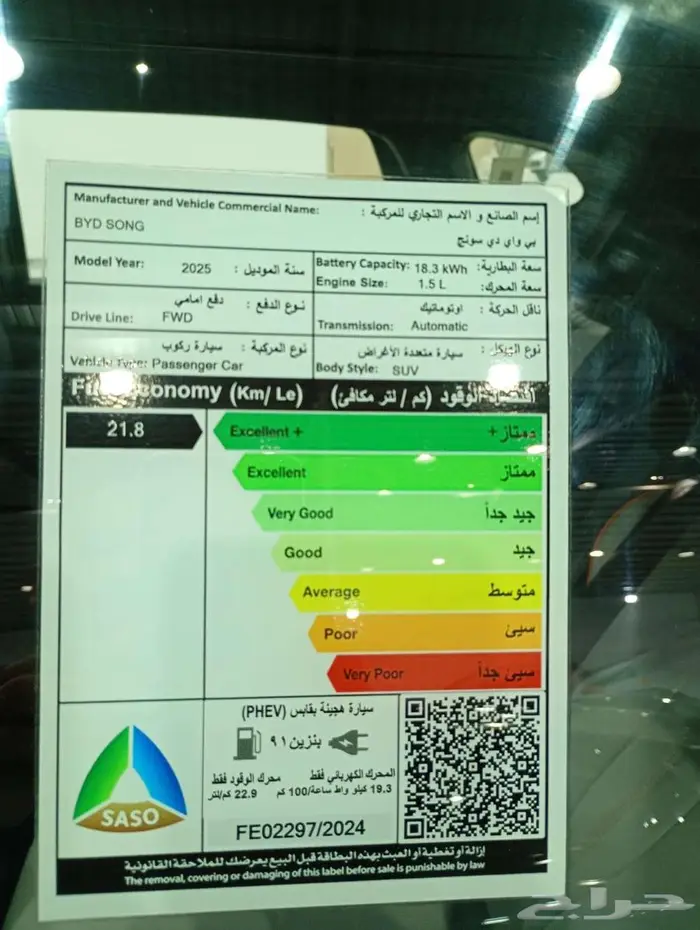 Manufacturer and Vehicle Commercial Name: إسم الصانع و الاسم التجاري للمركبة :
BYD SONG
بي واي دي سونج
Model Year: 2025 سنة الموديل :
Battery Capacity: 18.3 kWh سعة البطارية:
Engine Size: 1.5 L سعة المحرك:
Drive Line: دفع امامي نوع الدفع :
FWD
اوتوماتيك ناقل الحركة :
Transmission: Automatic
سيارة ركوب نوع المركبة :
Vehicle Type: Passenger Car
سيارة متعددة الأغراض نوع الهيكل :
Body Style: SUV
Economy (Km/ Le) الوقود (كم / لتر مكافئ)
21.8
Excellent + ممتاز+
Excellent ممتاز
Very Good جيد جداً
Good جيد
Average متوسط
Poor سيئ
Very Poor سيئ جداً
سيارة هجينة بقابس (PHEV)
بنزين ٩١
المحرك الكهربائي فقط
19.3 كيلو واط ساعة/100 كم
محرك الوقود فقط
22.9 كم/لتر
FE02297/2024
SASO
إزالة أو تغطية أو العبث بهذه البطاقة قبل البيع يعرضك للملاحقة القانونية
The removal, covering or damaging of this label before sale is punishable by law
حراج